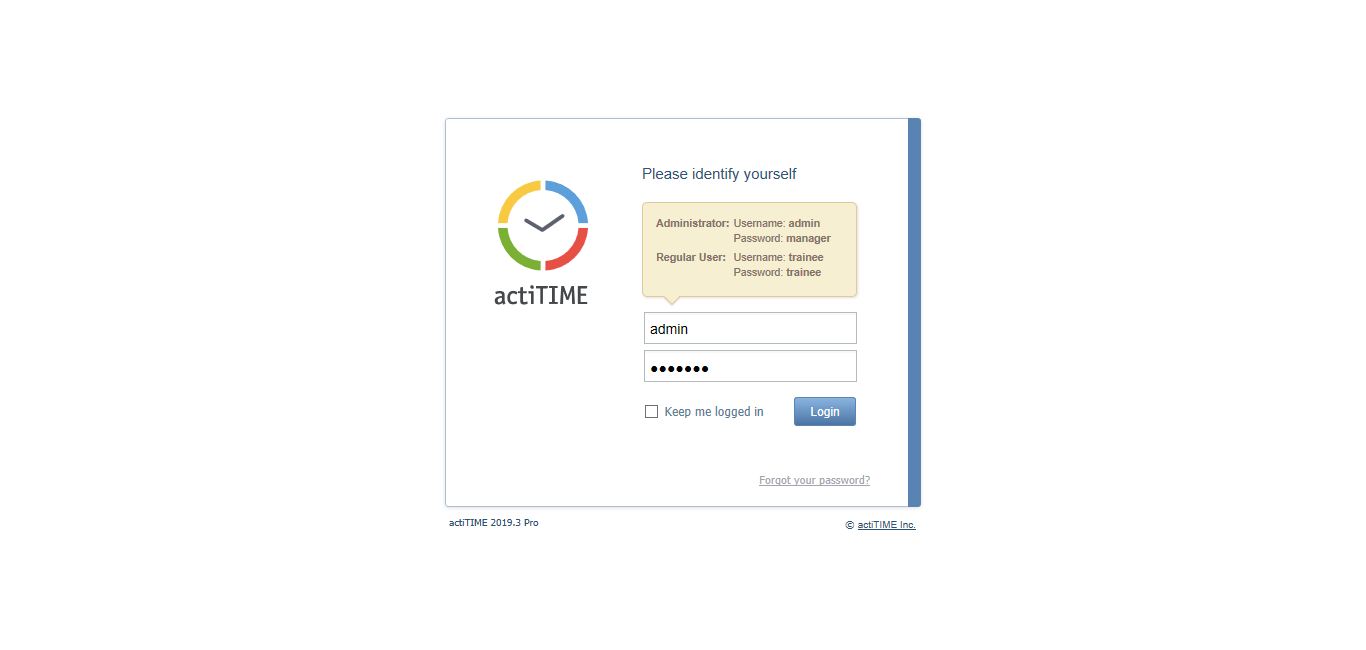 Please identify yourself
Administrator: Username: admin
Password: manager
Regular User: Username: trainee
Password: trainee
actiTIME
admin
•••••••
Keep me logged in
Login
Forgot your password?
actiTIME 2019.3 Pro
© actiTIME Inc.